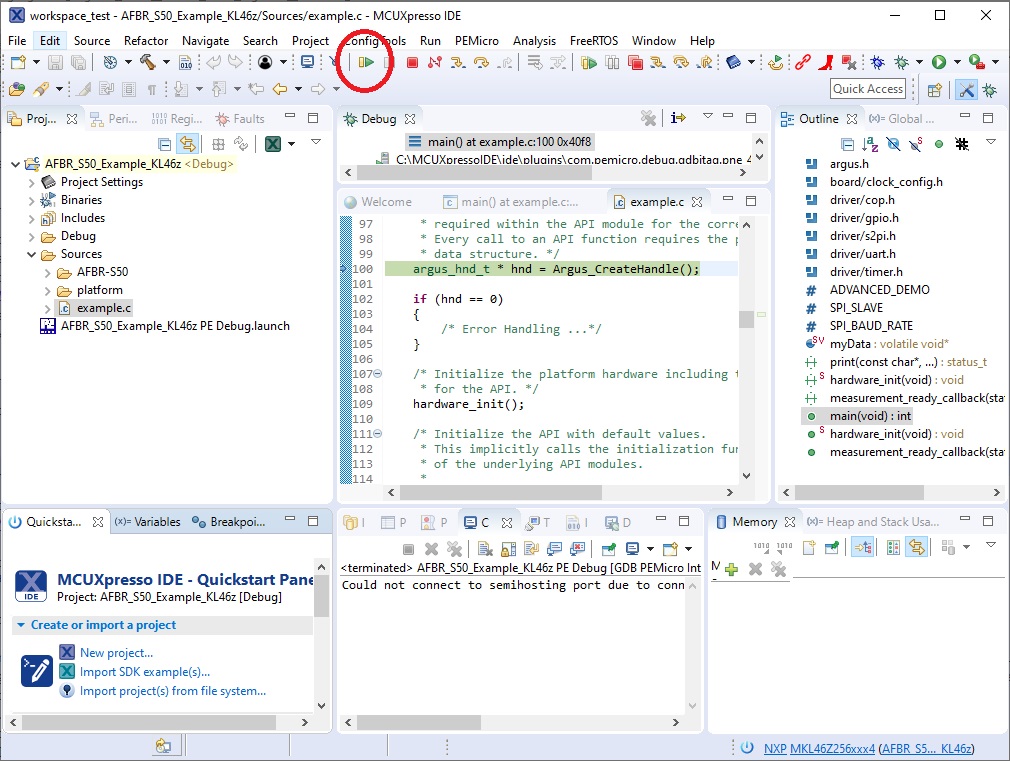 workspace_test - AFBR_S50_Example_KL46z/Sources/example.c - MCUXpresso IDE
File Edit Source Refactor Navigate Search Project ConfigTools Run PEMicro Analysis FreeRTOS Window Help
Quick Access
Proj... Peri... Regi... Faults
AFBR_S50_Example_KL46z <Debug>
Project Settings
Binaries
Includes
Debug
Sources
AFBR-S50
platform
example.c
AFBR_S50_Example_KL46z PE Debug.launch
Debug
main() at example.c:100 0x40f8
C:\MCUXpressoIDE\ide\plugins\com.pemicro.debug.gdbjtag.pne_4
Welcome main() at example.c:... example.c
97 * required within the API module for the corre
98 * Every call to an API function requires the p
99 * data structure. */
100 argus_hnd_t * hnd = Argus_CreateHandle();
101
102 if (hnd == 0)
103 {
104 /* Error Handling ...*/
105 }
106
107 /* Initialize the platform hardware including t
108 * for the API. */
109 hardware_init();
110
111 /* Initialize the API with default values.
112 * This implicitly calls the initialization fun
113 * of the underlying API modules.
114 *
Outline (x)= Global ...
argus.h
board/clock_config.h
driver/cop.h
driver/gpio.h
driver/s2pi.h
driver/uart.h
driver/timer.h
ADVANCED_DEMO
SPI_SLAVE
SPI_BAUD_RATE
myData : volatile void*
print(const char*, ...) : status_t
hardware_init(void) : void
measurement_ready_callback(sta
main(void) : int
hardware_init(void) : void
measurement_ready_callback(sta
Quicksta... (x)= Variables Breakpoi...
IDE
MCUXpresso IDE - Quickstart Pane
Project: AFBR_S50_Example_KL46z [Debug]
Create or import a project
New project...
Import SDK example(s)...
Import project(s) from file system...
I P P C T I D
<terminated> AFBR_S50_Example_KL46z PE Debug [GDB PEMicro Int
Could not connect to semihosting port due to conn
Memory (x)= Heap and Stack Usa...
M
NXP MKL46Z256xxx4 (AFBR_S5..._KL46z)